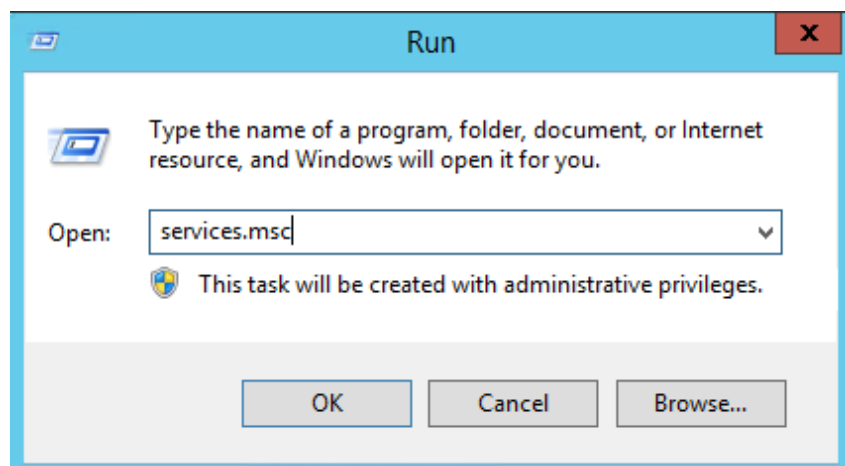 Run
x
Type the name of a program, folder, document, or Internet
resource, and Windows will open it for you.
Open: services.msc
This task will be created with administrative privileges.
OK Cancel Browse...